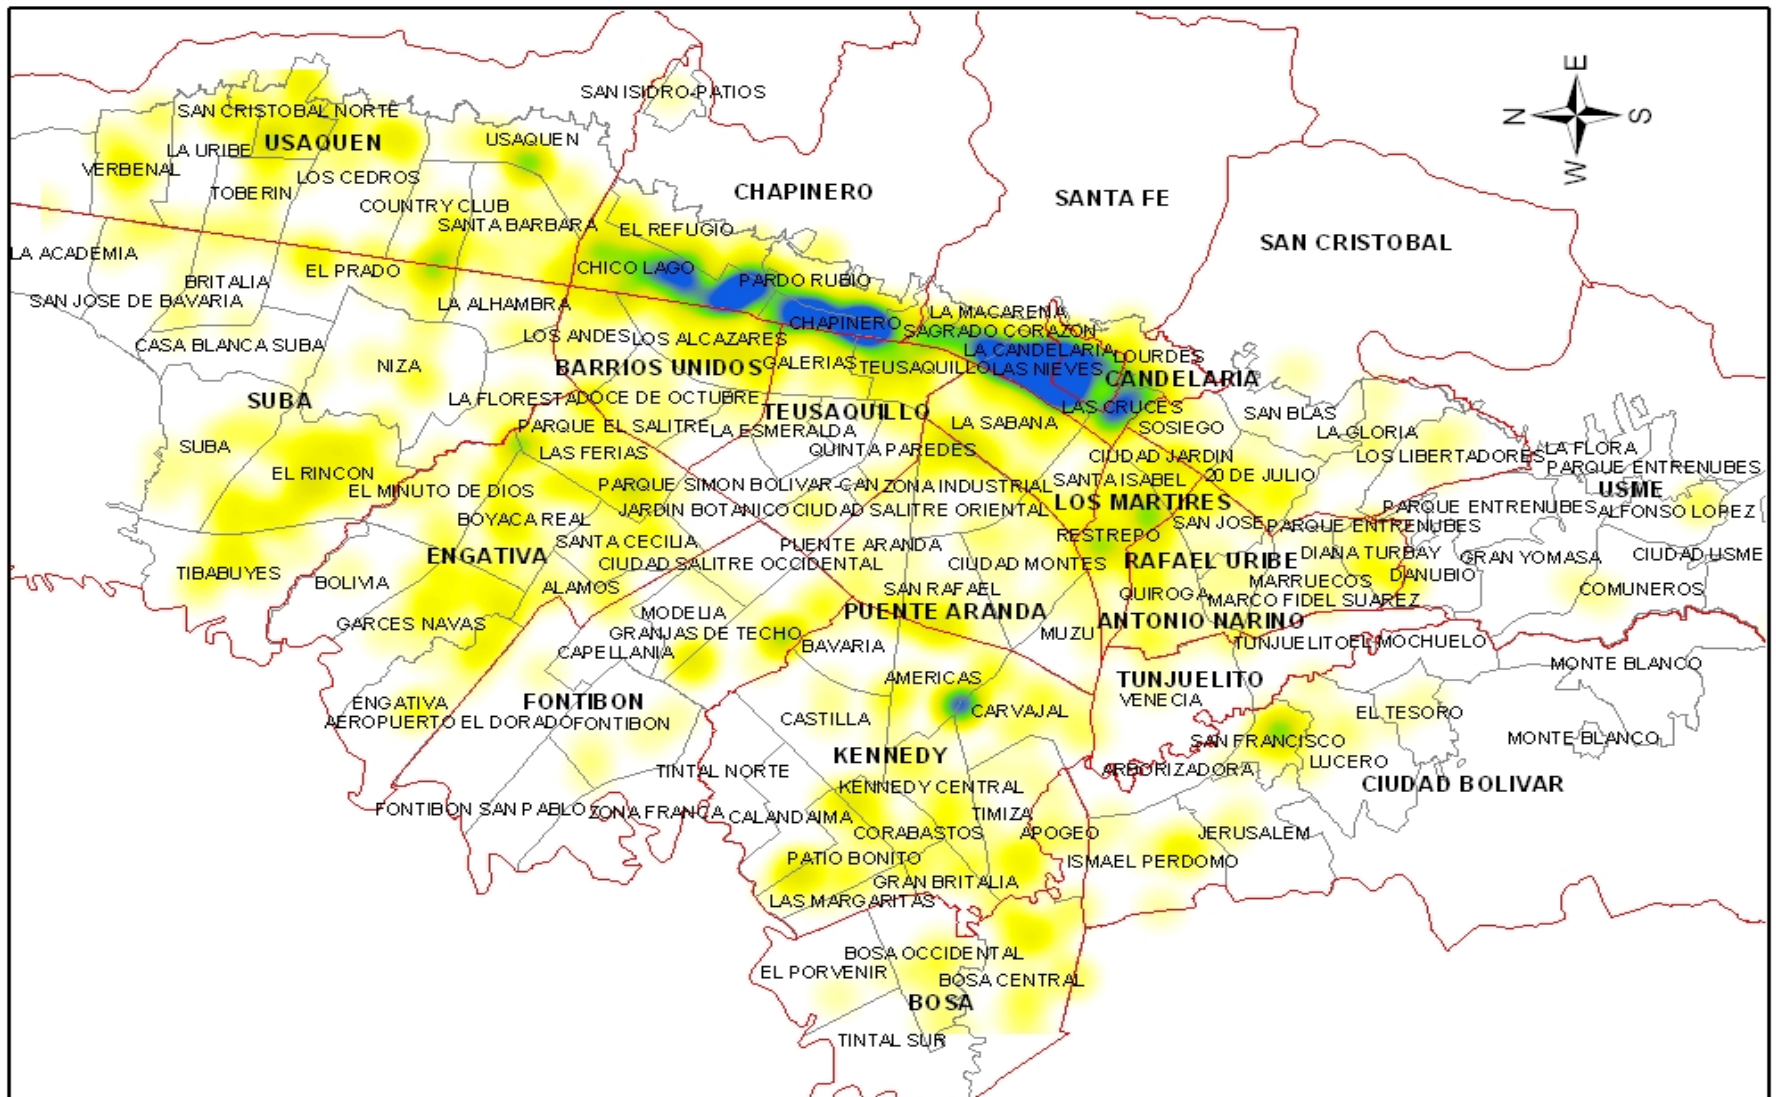 E
N
S
W
SAN ISIDRO-PATIOS
SAN CRISTOBAL NORTE
USAQUEN
USAQUEN
LA URIBE
VERBENAL
LOS CEDROS
TOBERIN
CHAPINERO
SANTA FE
COUNTRY CLUB
SANTA BARBARA
EL REFUGIO
SAN CRISTOBAL
LA ACADEMIA
EL PRADO
CHICO LAGO
BRITALIA
PARDO RUBIO
SAN JOSE DE BAVARIA
LA ALHAMBRA
LA MACARENA
CHAPINERO
SAGRADO CORAZON
LOS ANDES
LOS ALCAZARES
CASA BLANCA SUBA
LA CANDELARIA
LOURDES
NIZA
BARRIOS UNIDOS
GALERIAS
TEUSAQUILLO
LAS NIEVES
CANDELARIA
SUBA
LA FLORESTA
DOCE DE OCTUBRE
TEUSAQUILLO
LAS CRUCES
SAN BLAS
PARQUE EL SALITRE
LA ESMERALDA
LA SABANA
SOSIEGO
LA GLORIA
SUBA
LAS FERIAS
QUINTA PAREDES
CIUDAD JARDIN
LOS LIBERTADORES
LA FLORA
EL RINCON
20 DE JULIO
PARQUE ENTRENUBES
EL MINUTO DE DIOS
PARQUE SIMON BOLIVAR-CAN
ZONA INDUSTRIAL
SANTA ISABEL
USME
JARDIN BOTANICO
CIUDAD SALITRE ORIENTAL
LOS MARTIRES
PARQUE ENTRENUBES
ALFONSO LOPEZ
BOYACA REAL
SAN JOSE
PARQUE ENTRENUBES
SANTA CECILIA
PUENTE ARANDA
RESTREPO
ENGATIVA
CIUDAD SALITRE OCCIDENTAL
CIUDAD MONTES
RAFAEL URIBE
DIANA TURBAY
GRAN YOMASA
CIUDAD USME
TIBABUYES
BOLIVIA
ALAMOS
SAN RAFAEL
QUIROGA
MARRUECOS
DANUBIO
COMUNEROS
MODELIA
PUENTE ARANDA
MARCO FIDEL SUAREZ
GARCES NAVAS
GRANJAS DE TECHO
MUZU
ANTONIO NARINO
CAPELLANIA
BAVARIA
TUNJUELITO
EL MOCHUELO
MONTE BLANCO
AMERICAS
TUNJUELITO
ENGATIVA
FONTIBON
VENECIA
AEROPUERTO EL DORADO
FONTIBON
CASTILLA
CARVAJAL
EL TESORO
SAN FRANCISCO
MONTE BLANCO
KENNEDY
LUCERO
TINTAL NORTE
ARBORIZADORA
CIUDAD BOLIVAR
KENNEDY CENTRAL
FONTIBON SAN PABLO
ZONA FRANCA
CALANDAIMA
TIMIZA
CORABASTOS
APOGEO
JERUSALEM
PATIO BONITO
ISMAEL PERDOMO
GRAN BRITALIA
LAS MARGARITAS
BOSA OCCIDENTAL
EL PORVENIR
BOSA CENTRAL
BOSA
TINTAL SUR